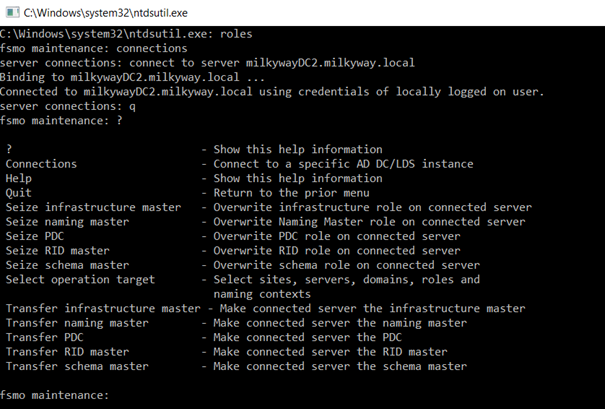 C:\Windows\system32\ntdsutil.exe
C:\Windows\system32\ntdsutil.exe: roles
fsmo maintenance: connections
server connections: connect to server milkywayDC2.milkyway.local
Binding to milkywayDC2.milkyway.local ...
Connected to milkywayDC2.milkyway.local using credentials of locally logged on user.
server connections: q
fsmo maintenance: ?
? - Show this help information
Connections - Connect to a specific AD DC/LDS instance
Help - Show this help information
Quit - Return to the prior menu
Seize infrastructure master - Overwrite infrastructure role on connected server
Seize naming master - Overwrite Naming Master role on connected server
Seize PDC - Overwrite PDC role on connected server
Seize RID master - Overwrite RID role on connected server
Seize schema master - Overwrite schema role on connected server
Select operation target - Select sites, servers, domains, roles and
naming contexts
Transfer infrastructure master - Make connected server the infrastructure master
Transfer naming master - Make connected server the naming master
Transfer PDC - Make connected server the PDC
Transfer RID master - Make connected server the RID master
Transfer schema master - Make connected server the schema master
fsmo maintenance: